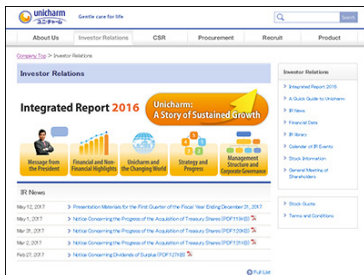 unicharm
ユニ・チャーム
Gentle care for life
Search
About Us
Investor Relations
CSR
Procurement
Recruit
Product
Company Top > Investor Relations
Investor Relations
Integrated Report 2016
Unicharm:
A Story of Sustained Growth
Message from
the President
Financial and Non-
Financial Highlights
Unicharm and
the Changing World
Strategy and
Progress
Management
Structure and
Corporate Governance
IR News
May 12, 2017 > Presentation Materials for the First Quarter of the Fiscal Year Ending December 31, 2017
May 1, 2017 > Notice Concerning the Progress of the Acquisition of Treasury Shares
Mar 31, 2017 > Notice Concerning the Progress of the Acquisition of Treasury Shares
Mar 2, 2017 > Notice Concerning the Progress of the Acquisition of Treasury Shares
Feb 27, 2017 > Notice Concerning Dividends of Surplus
Full List
Investor Relations
> Integrated Report 2016
> A Quick Guide to Unicharm
> IR News
> Financial Data
> IR library
> Calendar of IR Events
> Stock Information
> General Meeting of
Shareholders
> Stock Quote
> Terms and Conditions